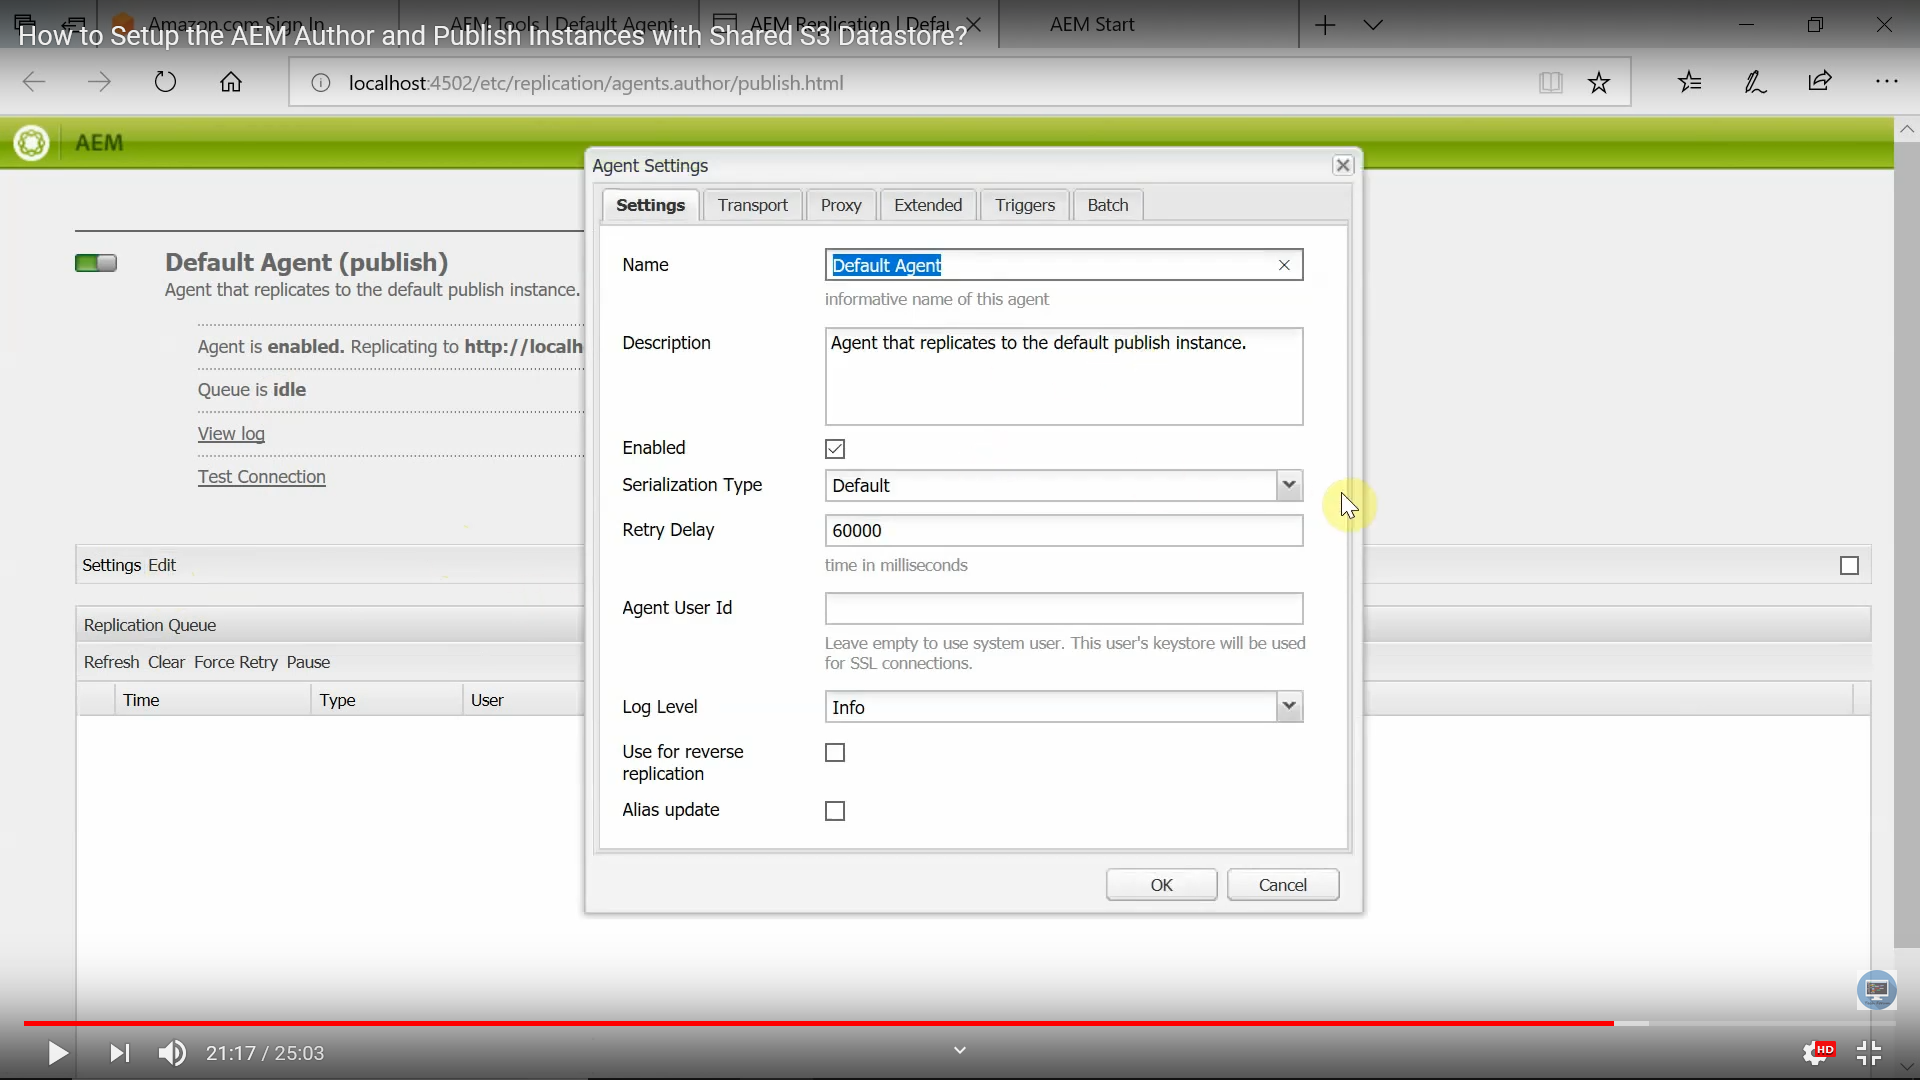 Amazon.com Sign In
AEM Tools | Default Agent
AEM Replication | Defau
AEM Start
How to Setup the AEM Author and Publish Instances with Shared S3 Datastore?
localhost:4502/etc/replication/agents.author/publish.html
AEM
Agent Settings
Settings Transport Proxy Extended Triggers Batch
Default Agent (publish)
Agent that replicates to the default publish instance.
Agent is enabled. Replicating to http://localh
Queue is idle
View log
Test Connection
Settings Edit
Replication Queue
Refresh Clear Force Retry Pause
Time Type User
Name Default Agent
informative name of this agent
Description Agent that replicates to the default publish instance.
Enabled
Serialization Type Default
Retry Delay 60000
time in milliseconds
Agent User Id
Leave empty to use system user. This user's keystore will be used
for SSL connections.
Log Level Info
Use for reverse
replication
Alias update
OK Cancel
21:17 / 25:03
HD